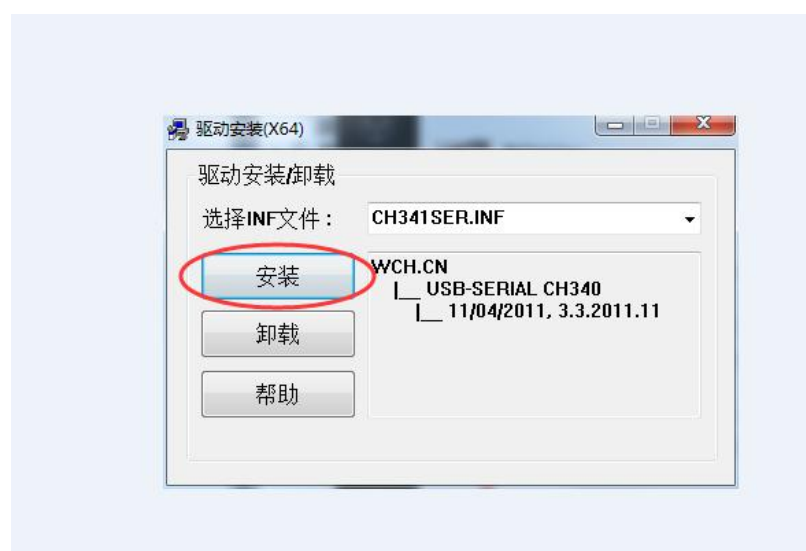 驱动安装(X64)
驱动安装/卸载
选择INF文件：
CH341SER.INF
安装
WCH.CN
|__ USB-SERIAL CH340
|__ 11/04/2011, 3.3.2011.11
卸载
帮助